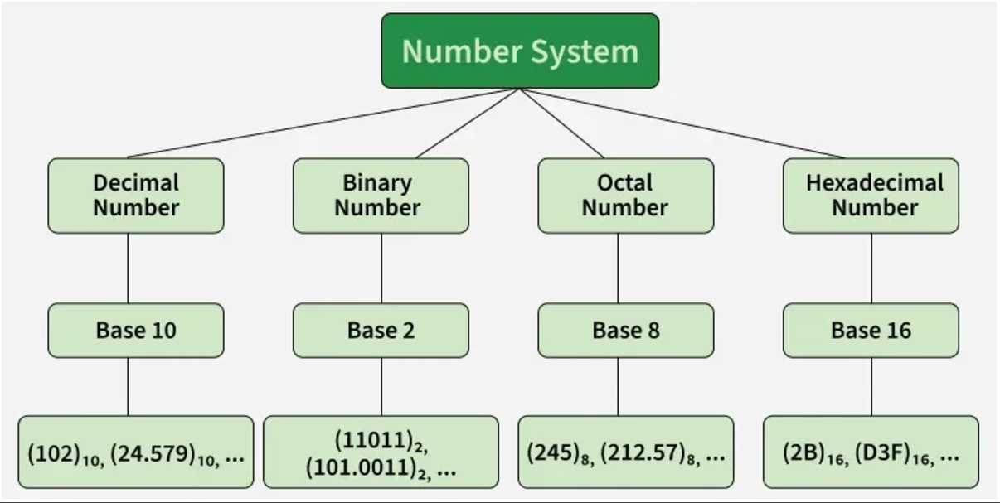 Number System
Decimal
Number
Binary
Number
Octal
Number
Hexadecimal
Number
Base 10
Base 2
Base 8
Base 16
(102)₁₀, (24.579)₁₀, ...
(11011)₂,
(101.0011)₂, ...
(245)₈, (212.57)₈, ...
(2B)₁₆, (D3F)₁₆, ...